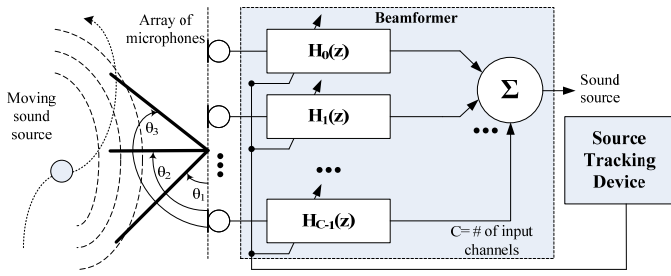 Array of
microphones
Beamformer
Moving
sound
source
H0(z)
H1(z)
HC-1(z)
Σ
Sound
source
Source
Tracking
Device
θ3
θ2
θ1
C= # of input
channels